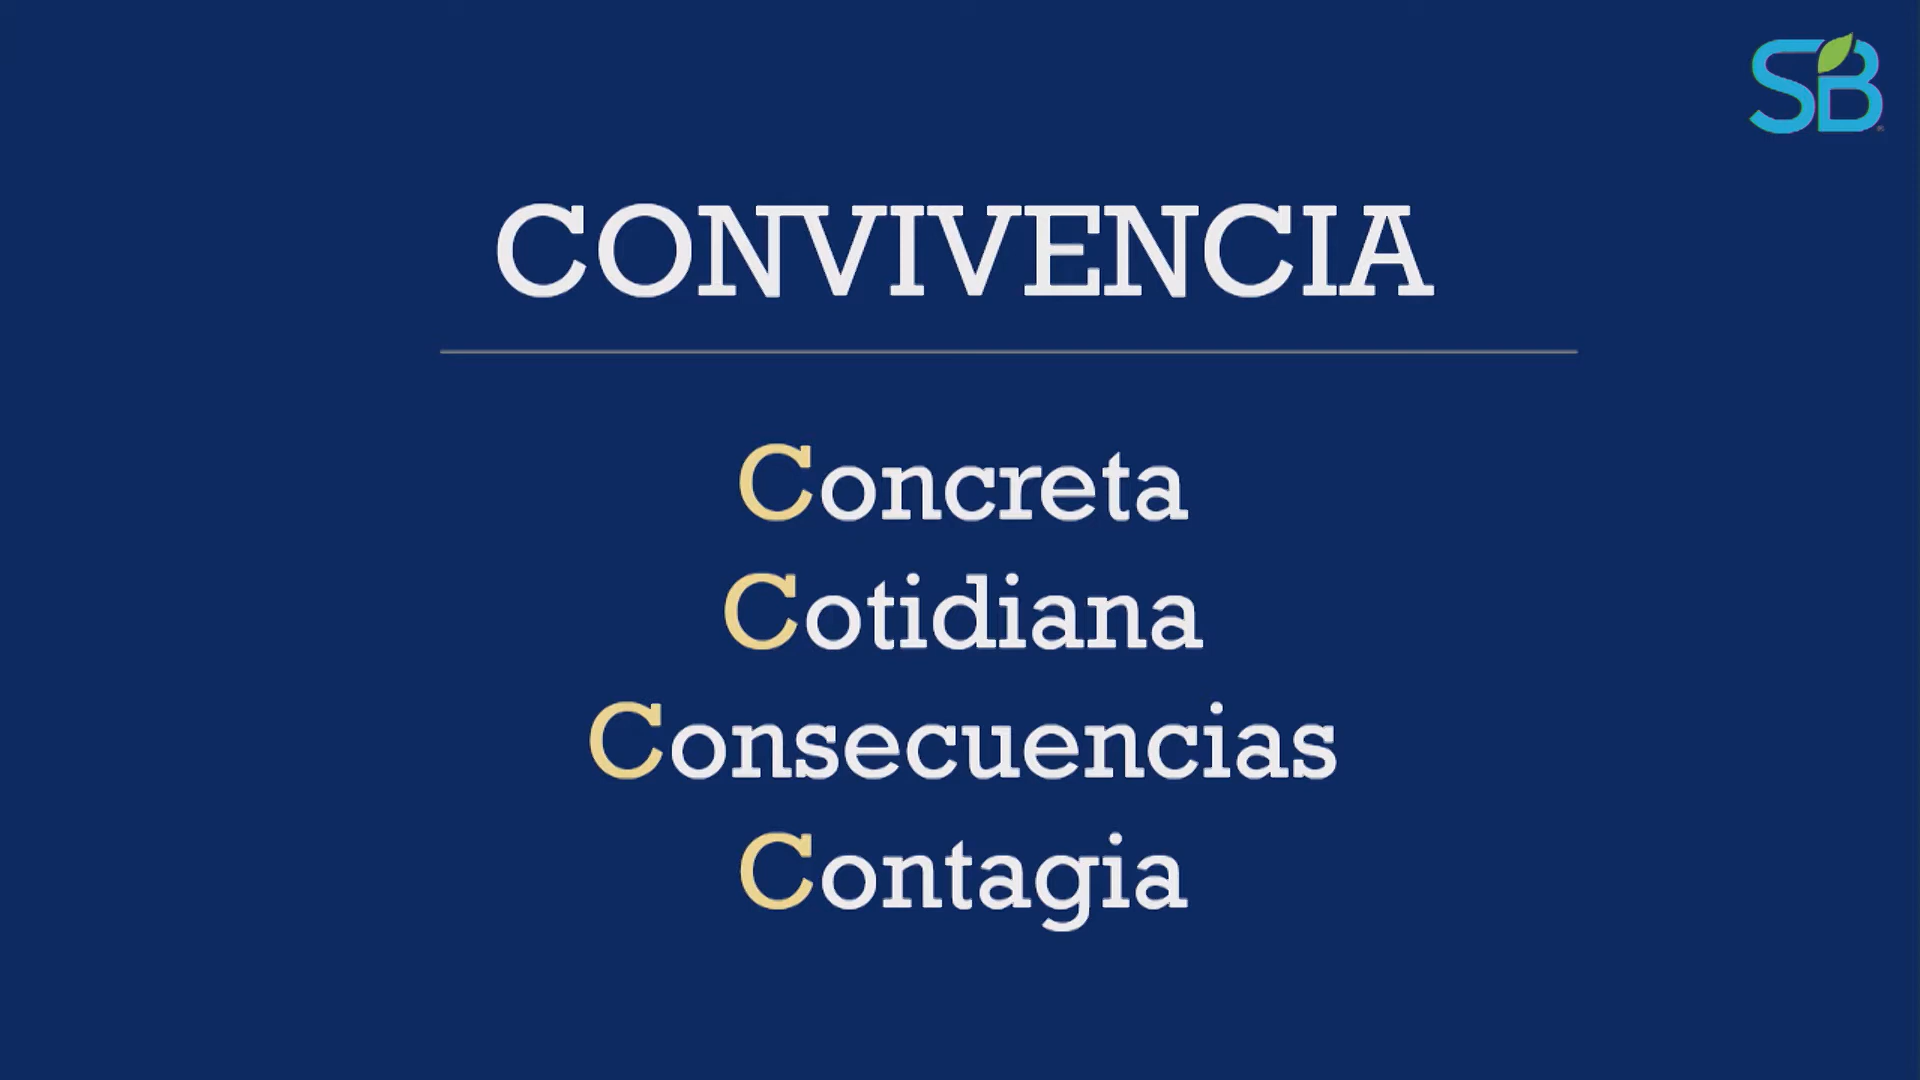 SB
CONVIVENCIA
Concreta
Cotidiana
Consecuencias
Contagia